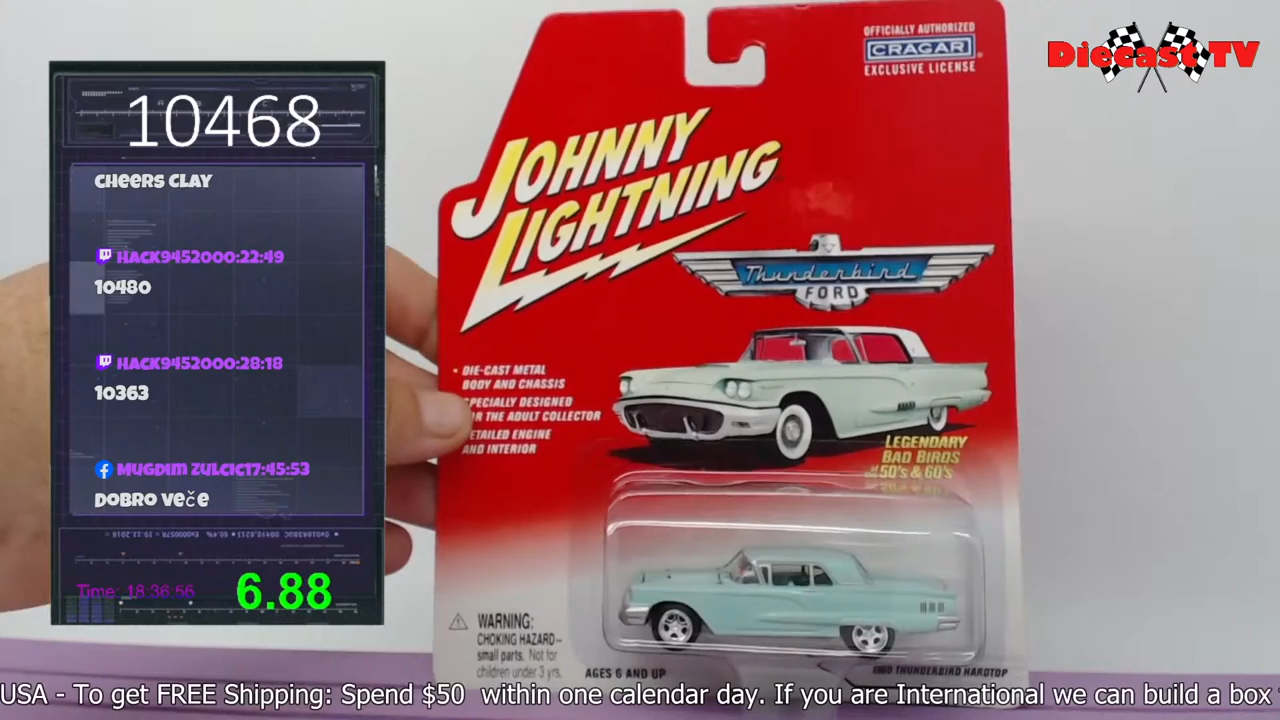 Diecast TV
10468
CHEERS CLAY
HACK9452000:22:49
10480
HACK9452000:28:18
10363
MUGDIM ZULCIC17:45:53
DOBRO VEčE
Time: 18:36:56
6.88
OFFICIALLY AUTHORIZED
CRAGAR
EXCLUSIVE LICENSE
JOHNNY
LIGHTNING
Thunderbird
FORD
DIE-CAST METAL
BODY AND CHASSIS
SPECIALLY DESIGNED
THE ADULT COLLECTOR
DETAILED ENGINE
AND INTERIOR
LEGENDARY
BAD BIRDS
of the 50's & 60's
WARNING:
CHOKING HAZARD–
small parts. Not for
children under 3 yrs.
AGES 6 AND UP
1960 THUNDERBIRD HARDTOP
USA - To get FREE Shipping: Spend $50 within one calendar day. If you are International we can build a box